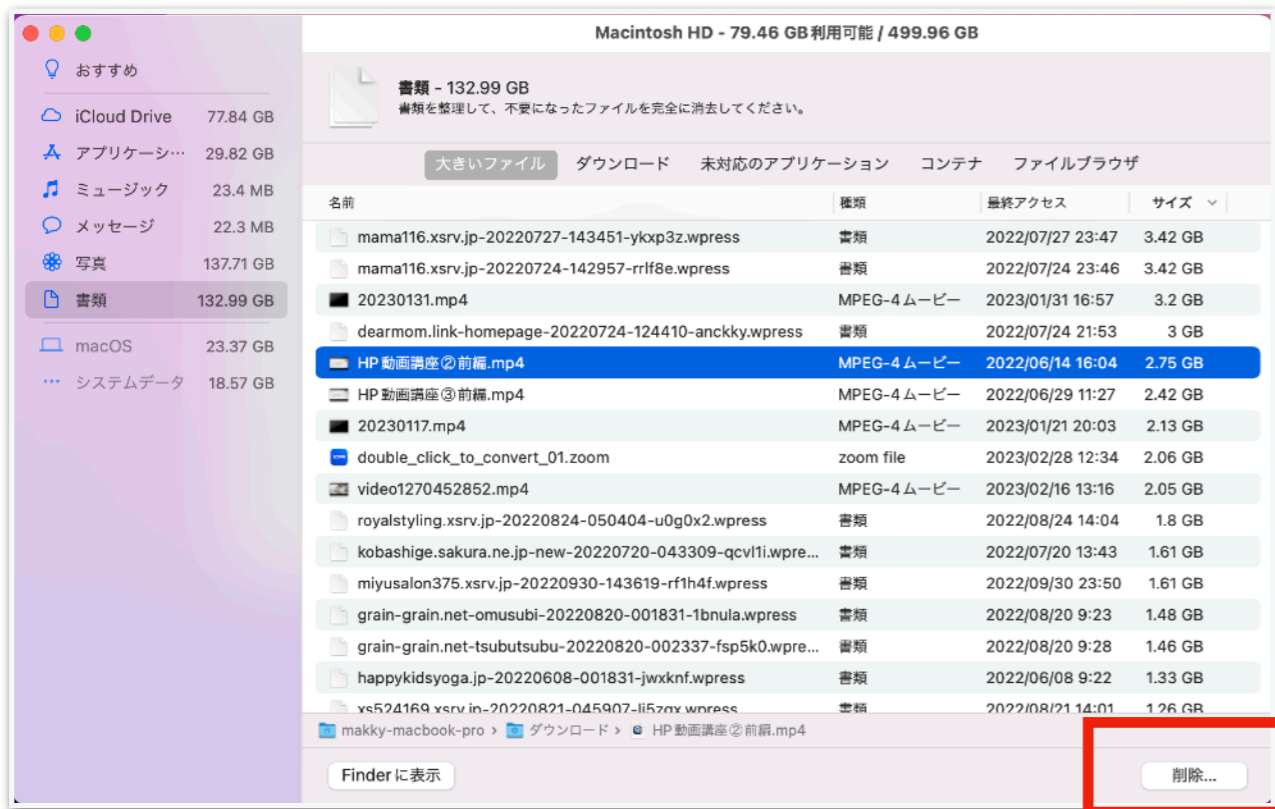 Macintosh HD - 79.46 GB利用可能 / 499.96 GB
おすすめ
iCloud Drive 77.84 GB
アプリケーシ… 29.82 GB
ミュージック 23.4 MB
メッセージ 22.3 MB
写真 137.71 GB
書類 132.99 GB
macOS 23.37 GB
システムデータ 18.57 GB
書類 - 132.99 GB
書類を整理して、不要になったファイルを完全に消去してください。
大きいファイル ダウンロード 未対応のアプリケーション コンテナ ファイルブラウザ
名前 種類 最終アクセス サイズ
mama116.xsrv.jp-20220727-143451-ykxp3z.wpress 書類 2022/07/27 23:47 3.42 GB
mama116.xsrv.jp-20220724-142957-rrlf8e.wpress 書類 2022/07/24 23:46 3.42 GB
20230131.mp4 MPEG-4ムービー 2023/01/31 16:57 3.2 GB
dearmom.link-homepage-20220724-124410-anckky.wpress 書類 2022/07/24 21:53 3 GB
HP動画講座②前編.mp4 MPEG-4ムービー 2022/06/14 16:04 2.75 GB
HP動画講座③前編.mp4 MPEG-4ムービー 2022/06/29 11:27 2.42 GB
20230117.mp4 MPEG-4ムービー 2023/01/21 20:03 2.13 GB
double_click_to_convert_01.zoom zoom file 2023/02/28 12:34 2.06 GB
video1270452852.mp4 MPEG-4ムービー 2023/02/16 13:16 2.05 GB
royalstyling.xsrv.jp-20220824-050404-u0g0x2.wpress 書類 2022/08/24 14:04 1.8 GB
kobashige.sakura.ne.jp-new-20220720-043309-qcvl1i.wpre... 書類 2022/07/20 13:43 1.61 GB
miyusalon375.xsrv.jp-20220930-143619-rf1h4f.wpress 書類 2022/09/30 23:50 1.61 GB
grain-grain.net-omusubi-20220820-001831-1bnula.wpress 書類 2022/08/20 9:23 1.48 GB
grain-grain.net-tsubutsubu-20220820-002337-fsp5k0.wpre... 書類 2022/08/20 9:28 1.46 GB
happykidsyoga.jp-20220608-001831-jwxknf.wpress 書類 2022/06/08 9:22 1.33 GB
xs524169.xsrv.jp-20220821-045907-li5zqx.wpress 書類 2022/08/21 14:01 1.26 GB
makky-macbook-pro › ダウンロード › HP動画講座②前編.mp4
Finderに表示 削除...